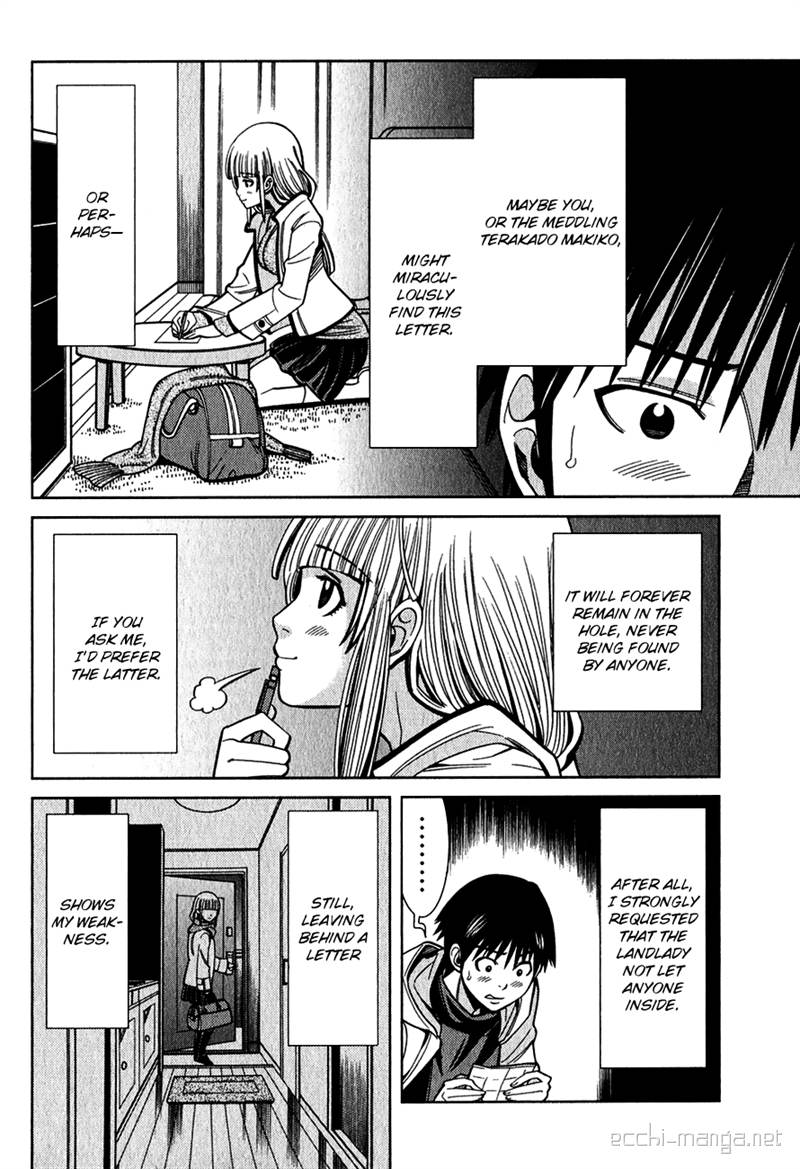 MAYBE YOU,
OR THE MEDDLING
TERAKADO MAKIKO,
MIGHT
MIRACU-
LOUSLY
FIND THIS
LETTER.
OR
PER-
HAPS—
IT WILL FOREVER
REMAIN IN THE
HOLE, NEVER
BEING FOUND
BY ANYONE.
IF YOU
ASK ME,
I'D PREFER
THE LATTER.
AFTER ALL,
I STRONGLY
REQUESTED
THAT THE
LANDLADY
NOT LET
ANYONE
INSIDE.
........
STILL,
LEAVING
BEHIND A
LETTER
SHOWS
MY WEAK-
NESS.
ecchi-manga.net